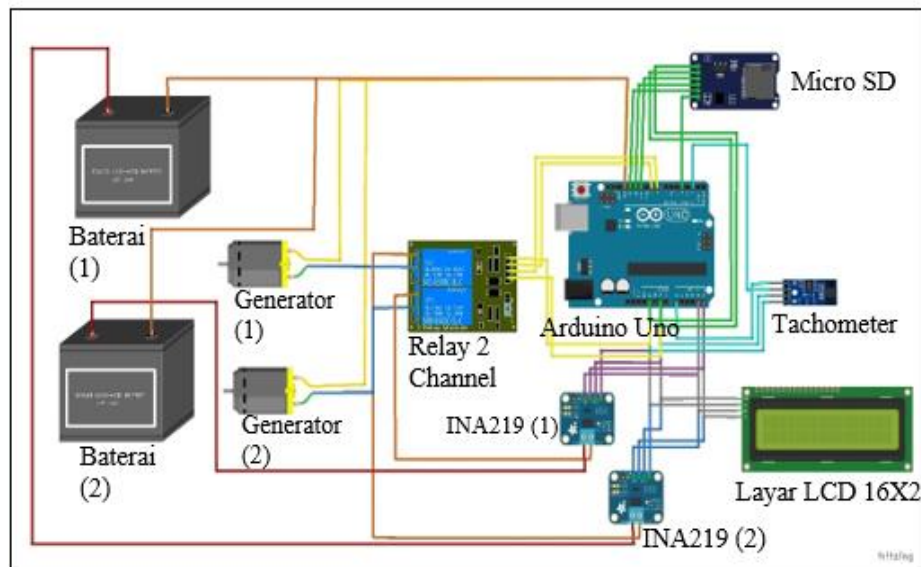 Micro SD
Baterai
(1)
Generator
(1)
Relay 2
Channel
Arduino Uno
UNO
Tachometer
Baterai
(2)
Generator
(2)
INA219 (1)
Layar LCD 16X2
INA219 (2)
fritzing